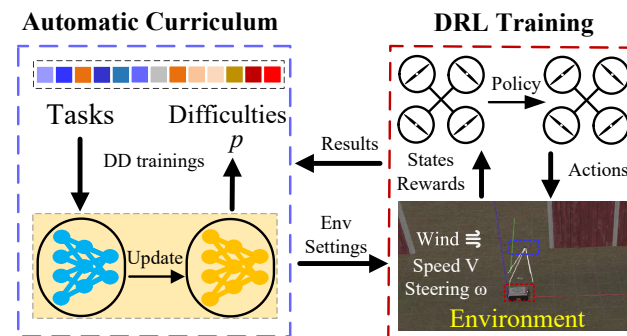 Automatic Curriculum
DRL Training
Tasks
Difficulties
p
DD trainings
Update
Results
Env
Settings
Policy
States
Rewards
Actions
Wind
Speed V
Steering ω
Environment